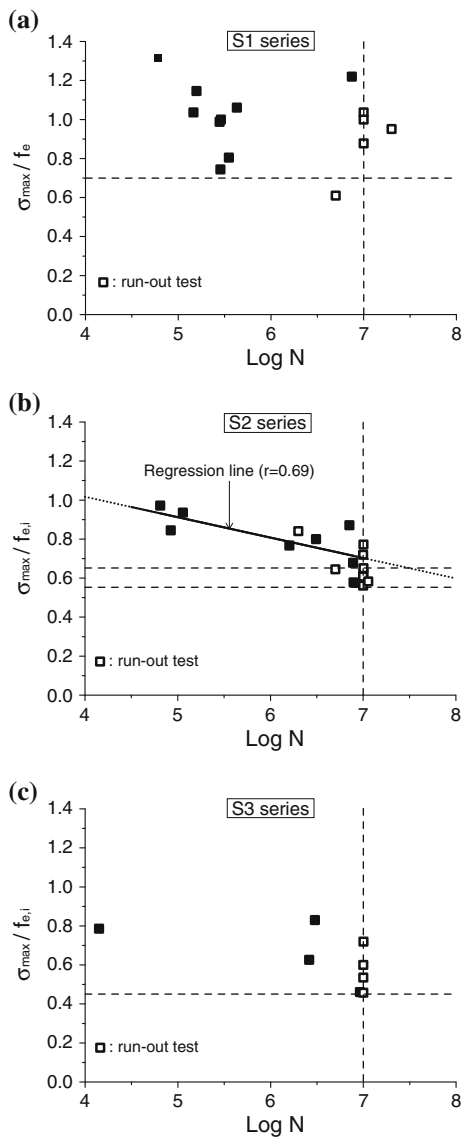 (a)
S1 series
1.4
1.2
1.0
0.8
0.6
0.4
0.2
0.0
σmax / fe
: run-out test
4 5 6 7 8
Log N
(b)
S2 series
1.4
1.2
1.0
0.8
0.6
0.4
0.2
0.0
σmax / fe,i
Regression line (r=0.69)
: run-out test
4 5 6 7 8
Log N
(c)
S3 series
1.4
1.2
1.0
0.8
0.6
0.4
0.2
0.0
σmax / fe,i
: run-out test
4 5 6 7 8
Log N